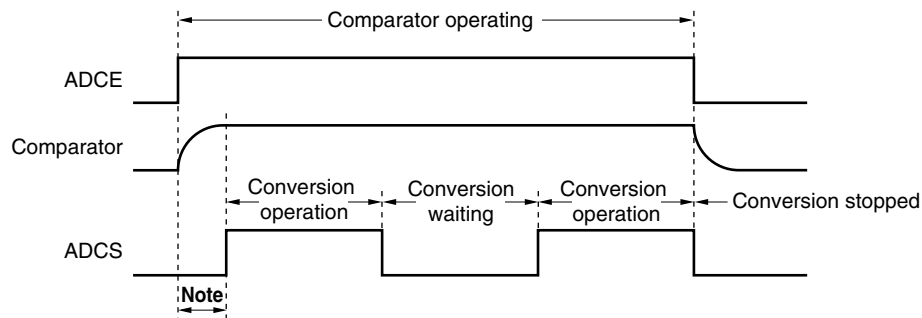 Comparator operating
ADCE
Comparator
Conversion
operation
Conversion
waiting
Conversion
operation
Conversion stopped
ADCS
Note